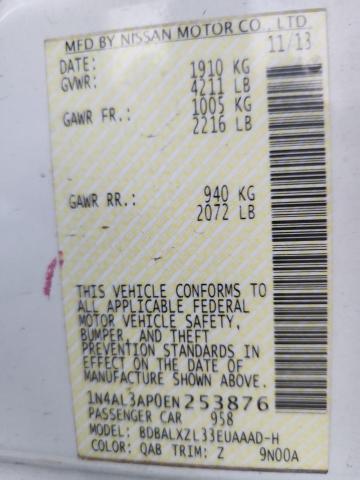 MFD BY NISSAN MOTOR CO., LTD
DATE: 11/13
GVWR: 1910 KG
4211 LB
GAWR FR.: 1005 KG
2216 LB
GAWR RR.: 940 KG
2072 LB
THIS VEHICLE CONFORMS TO
ALL APPLICABLE FEDERAL
MOTOR VEHICLE SAFETY,
BUMPER, AND THEFT
PREVENTION STANDARDS IN
EFFECT ON THE DATE OF
MANUFACTURE SHOWN ABOVE.
1N4AL3AP0EN 253876
PASSENGER CAR 958
MODEL: BDBALXZL33EUAAAD-H
COLOR: QAB TRIM: Z 9N00A